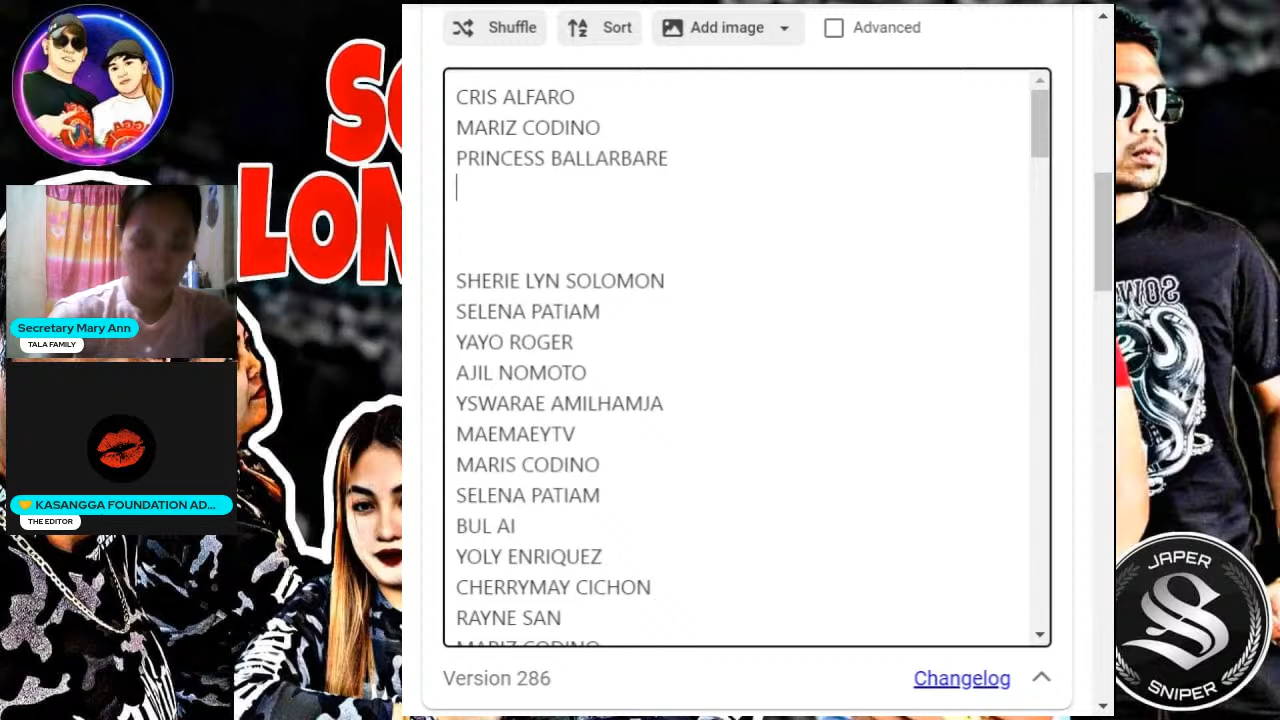 Shuffle
Sort
Add image
Advanced
CRIS ALFARO
MARIZ CODINO
PRINCESS BALLARBARE
SHERIE LYN SOLOMON
SELENA PATIAM
YAYO ROGER
AJIL NOMOTO
YSWARAE AMILHAMJA
MAEMAEYTV
MARIS CODINO
SELENA PATIAM
BUL AI
YOLY ENRIQUEZ
CHERRYMAY CICHON
RAYNE SAN
MARIZ CODINO
Version 286
Changelog
Secretary Mary Ann
TALA FAMILY
KASANGGA FOUNDATION AD...
THE EDITOR
JAPER
S
SNIPER